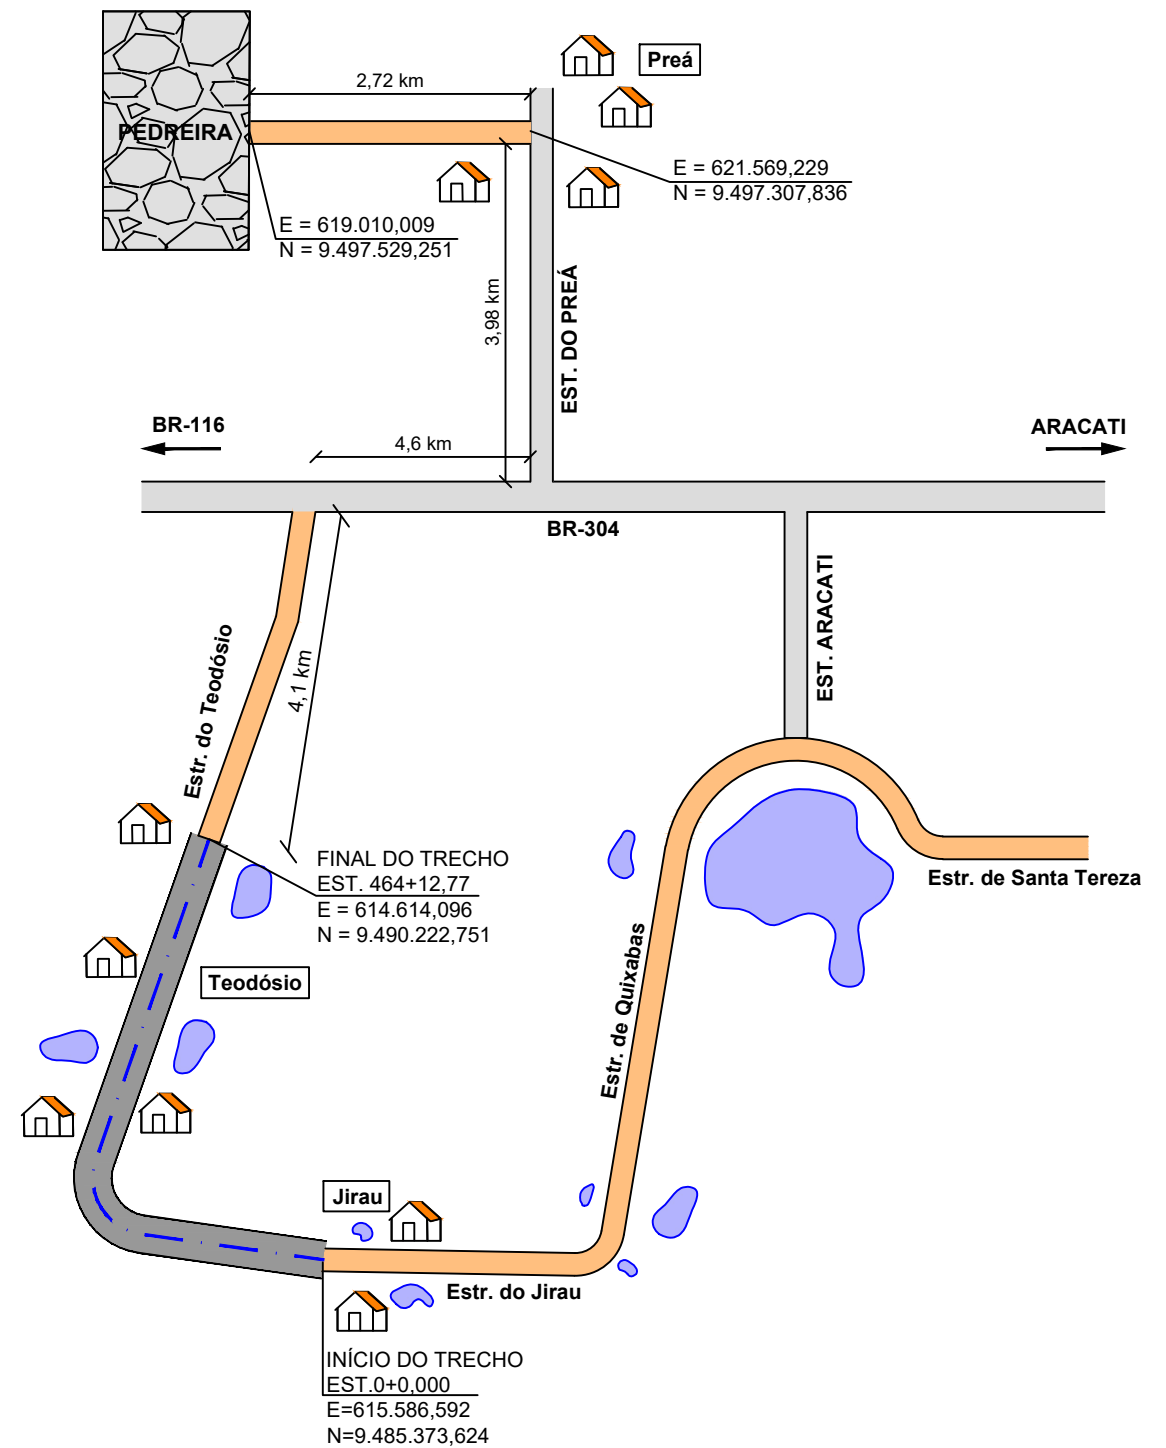 Preá
2,72 km
PEDREIRA
E = 621.569,229
N = 9.497.307,836
E = 619.010,009
N = 9.497.529,251
3,98 km
EST. DO PREÁ
BR-116
4,6 km
ARACATI
BR-304
EST. ARACATI
Estr. do Teodósio
4,1 km
FINAL DO TRECHO
EST. 464+12,77
E = 614.614,096
N = 9.490.222,751
Estr. de Santa Tereza
Teodósio
Estr. de Quixabas
Jirau
Estr. do Jirau
INÍCIO DO TRECHO
EST.0+0,000
E=615.586,592
N=9.485.373,624